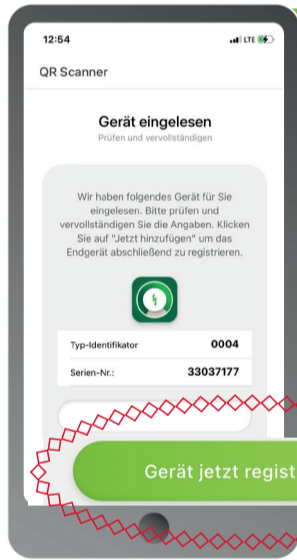 12:54
LTE
QR Scanner
Gerät eingelesen
Prüfen und vervollständigen
Wir haben folgendes Gerät für Sie
eingelesen. Bitte prüfen und
vervollständigen Sie die Angaben. Klicken
Sie auf "Jetzt hinzufügen" um das
Endgerät abschließend zu registrieren.
Typ-Identifikator 0004
Serien-Nr.: 33037177
Gerät jetzt regist